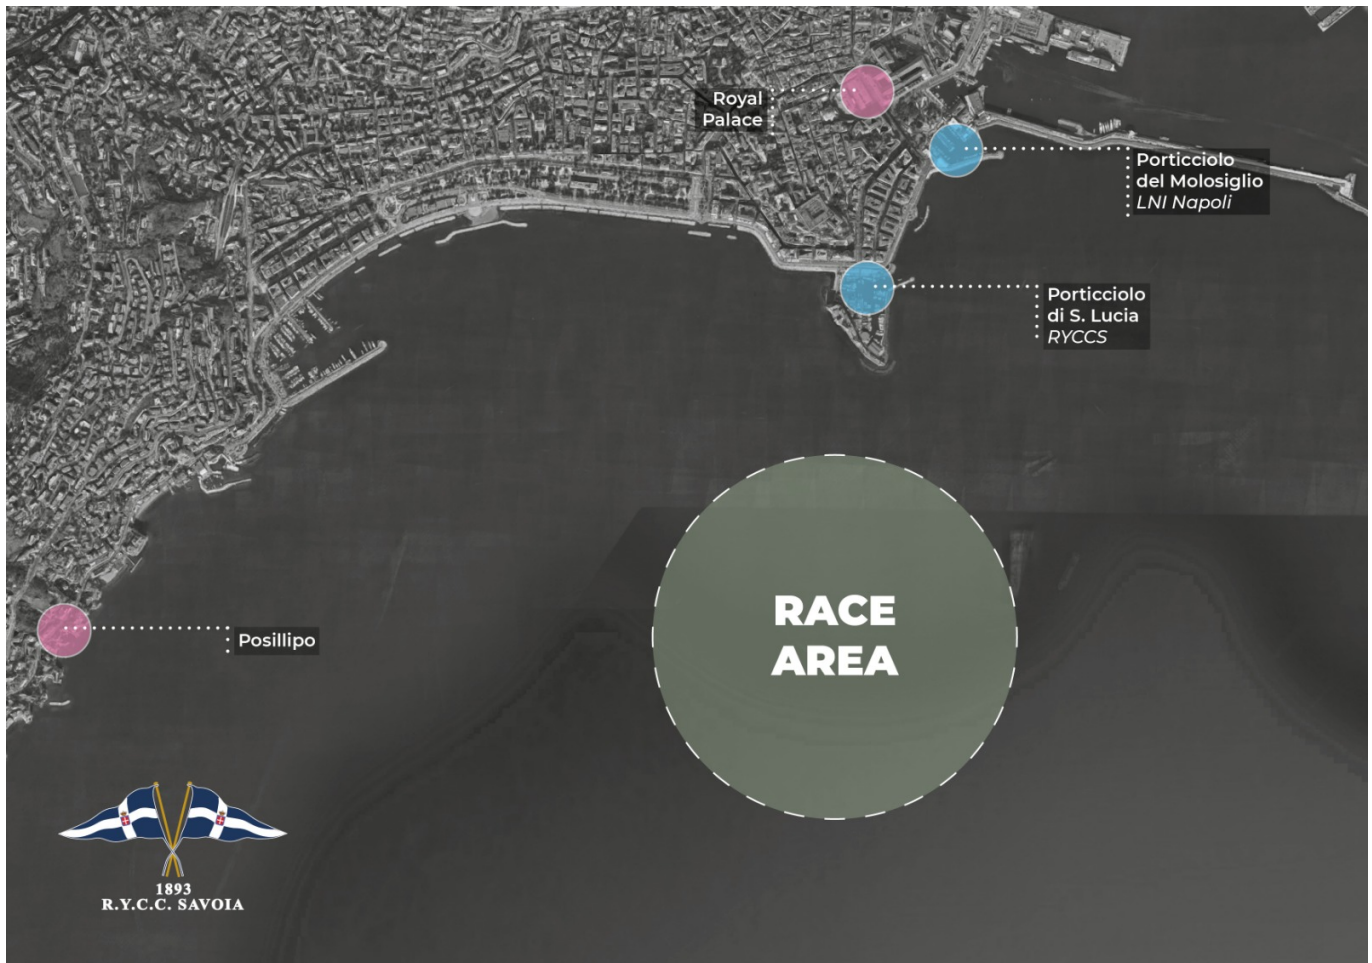 Royal
Palace
Porticciolo
del Molosiglio
LNI Napoli
Porticciolo
di S. Lucia
RYCCS
RACE
AREA
Posillipo
1893
R.Y.C.C. SAVOIA